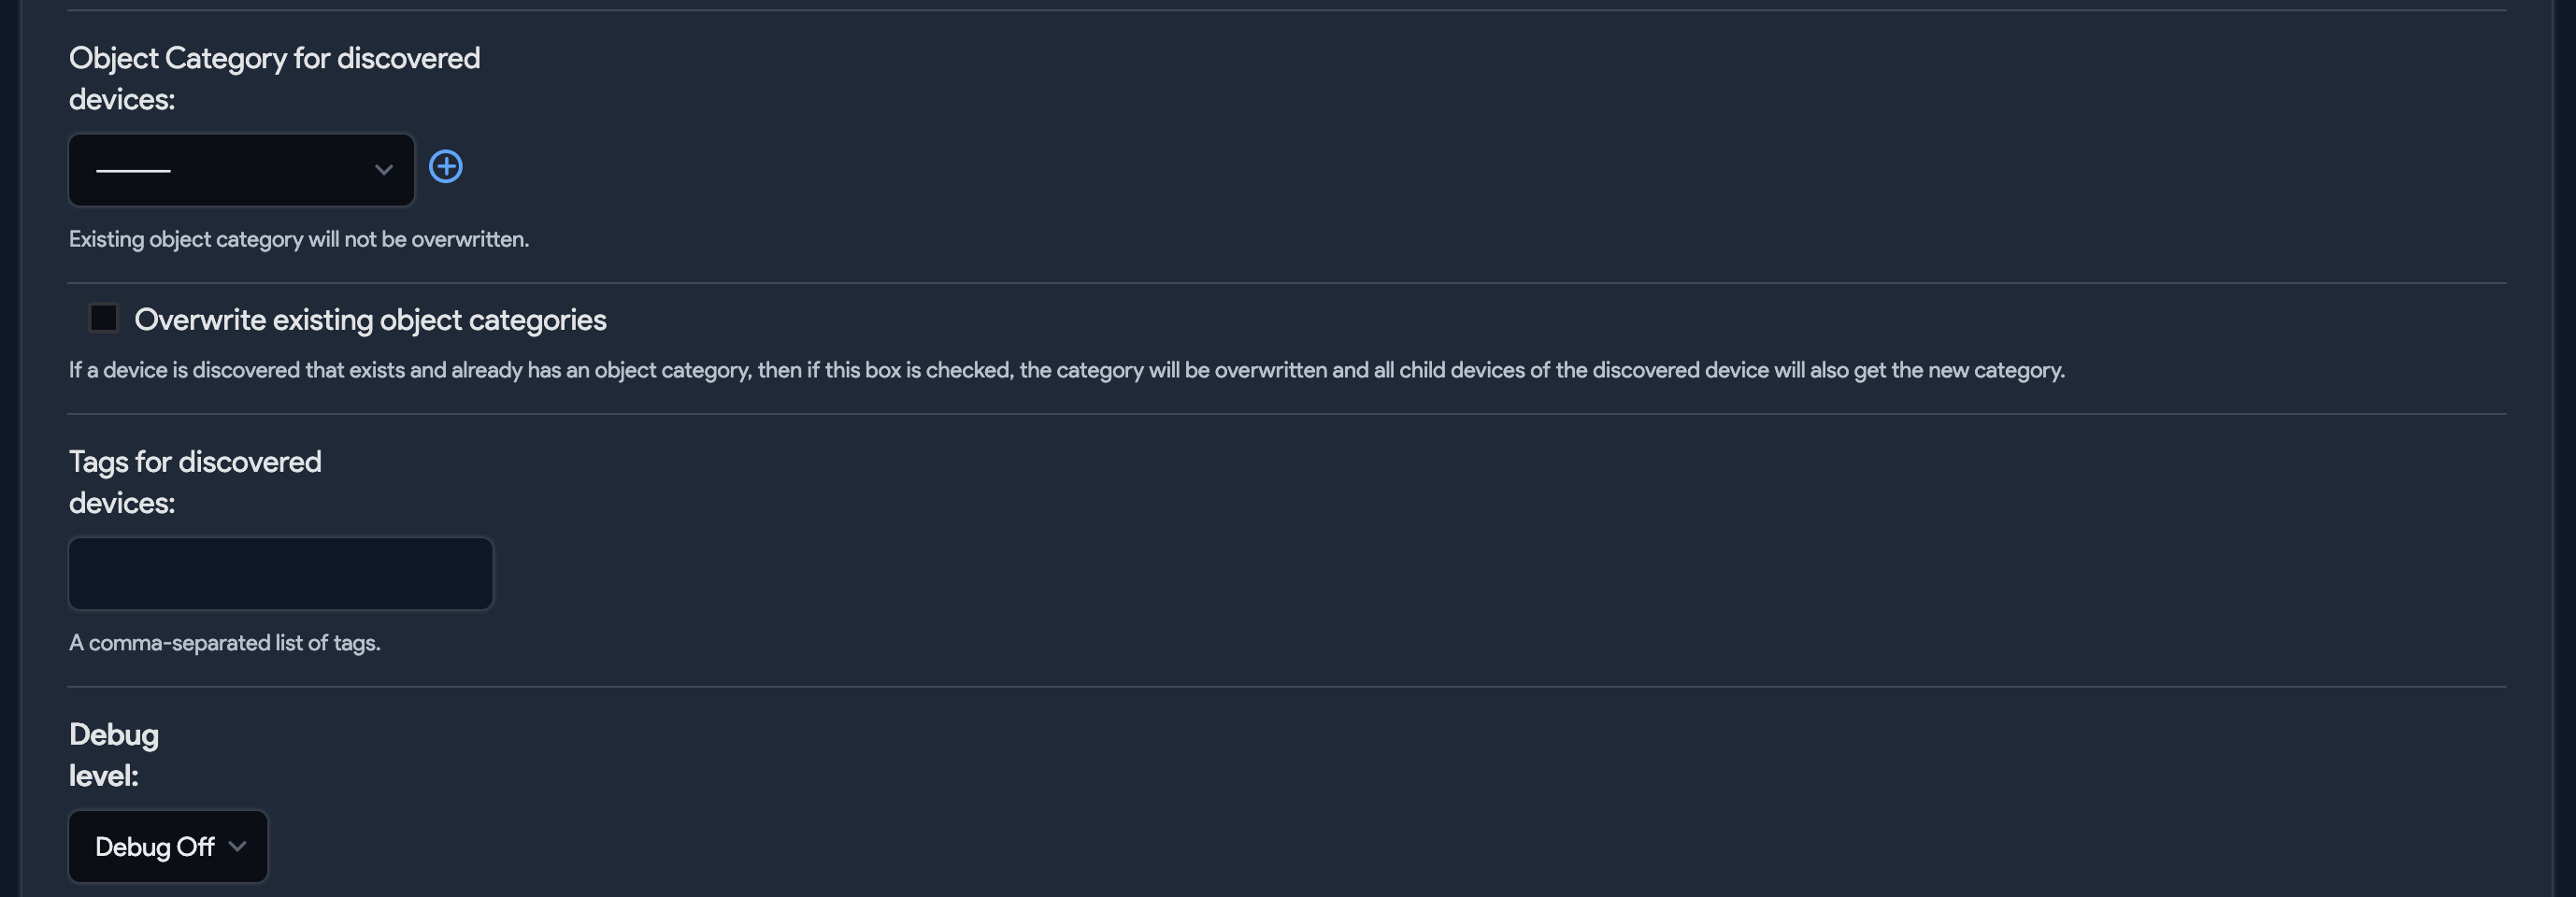 Object Category for discovered
devices:
Existing object category will not be overwritten.
Overwrite existing object categories
If a device is discovered that exists and already has an object category, then if this box is checked, the category will be overwritten and all child devices of the discovered device will also get the new category.
Tags for discovered
devices:
A comma-separated list of tags.
Debug
level:
Debug Off